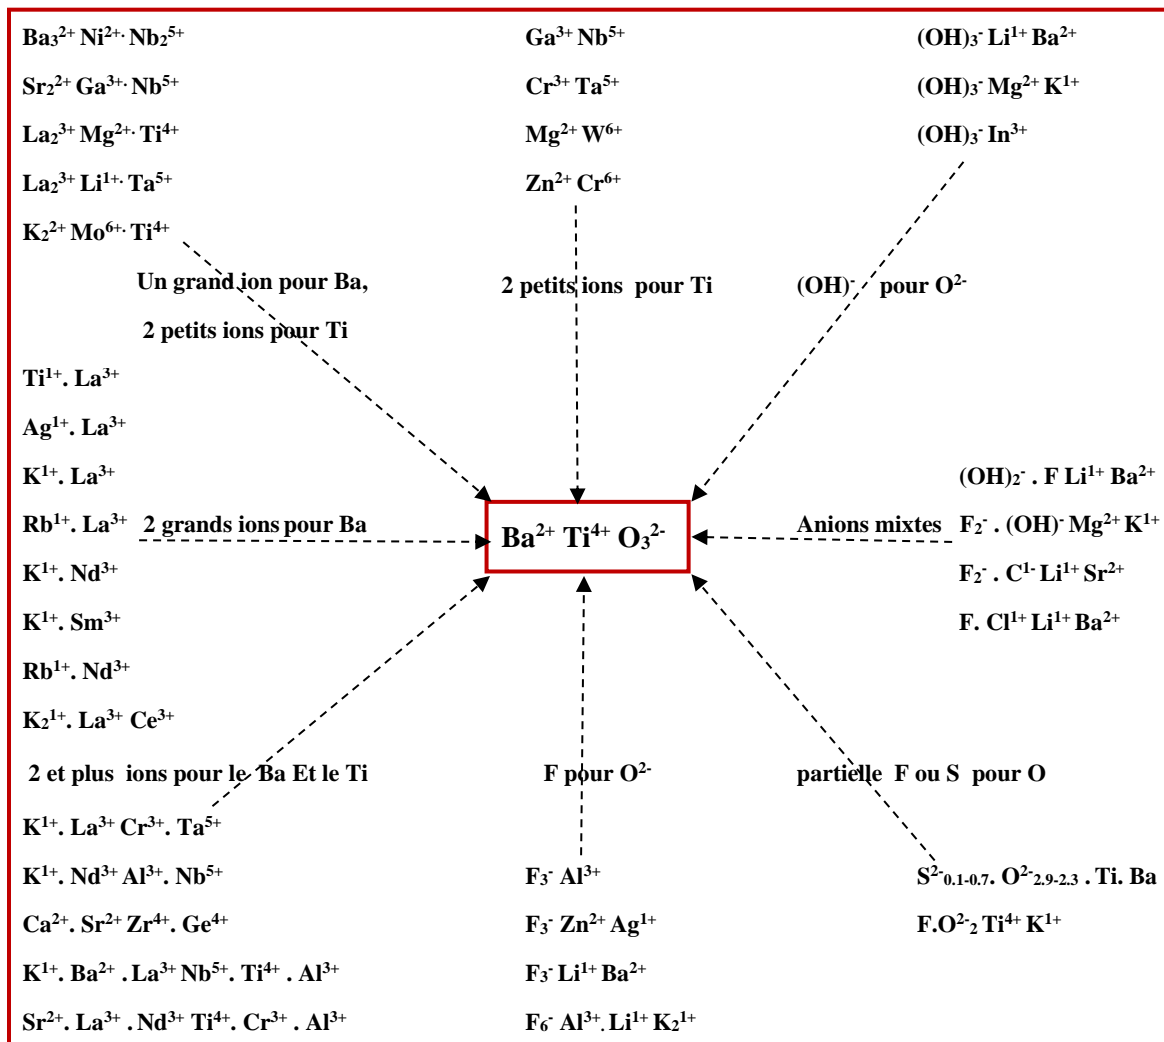 Ba₃²⁺ Ni²⁺· Nb₂⁵⁺
Sr₂²⁺ Ga³⁺· Nb⁵⁺
La₂³⁺ Mg²⁺· Ti⁴⁺
La₂³⁺ Li¹⁺· Ta⁵⁺
K₂²⁺ Mo⁶⁺· Ti⁴⁺
Un grand ion pour Ba,
2 petits ions pour Ti
Ga³⁺ Nb⁵⁺
Cr³⁺ Ta⁵⁺
Mg²⁺ W⁶⁺
Zn²⁺ Cr⁶⁺
2 petits ions pour Ti
(OH)₃⁻ Li¹⁺ Ba²⁺
(OH)₃⁻ Mg²⁺ K¹⁺
(OH)₃⁻ In³⁺
(OH)⁻ pour O²⁻
Ti¹⁺. La³⁺
Ag¹⁺. La³⁺
K¹⁺. La³⁺
Rb¹⁺. La³⁺
K¹⁺. Nd³⁺
K¹⁺. Sm³⁺
Rb¹⁺. Nd³⁺
K₂¹⁺. La³⁺ Ce³⁺
2 grands ions pour Ba
Ba²⁺ Ti⁴⁺ O₃²⁻
Anions mixtes
(OH)₂⁻ . F Li¹⁺ Ba²⁺
F₂⁻ . (OH)⁻ Mg²⁺ K¹⁺
F₂⁻ . C¹⁻ Li¹⁺ Sr²⁺
F. Cl¹⁺ Li¹⁺ Ba²⁺
2 et plus ions pour le Ba Et le Ti
K¹⁺. La³⁺ Cr³⁺. Ta⁵⁺
K¹⁺. Nd³⁺ Al³⁺. Nb⁵⁺
Ca²⁺. Sr²⁺ Zr⁴⁺. Ge⁴⁺
K¹⁺. Ba²⁺ . La³⁺ Nb⁵⁺. Ti⁴⁺ . Al³⁺
Sr²⁺. La³⁺ . Nd³⁺ Ti⁴⁺. Cr³⁺ . Al³⁺
F pour O²⁻
F₃⁻ Al³⁺
F₃⁻ Zn²⁺ Ag¹⁺
F₃⁻ Li¹⁺ Ba²⁺
F₆⁻ Al³⁺. Li¹⁺ K₂¹⁺
partielle F ou S pour O
S²⁻₀.₁₋₀.₇. O²⁻₂.₉₋₂.₃ . Ti. Ba
F.O²⁻₂ Ti⁴⁺ K¹⁺